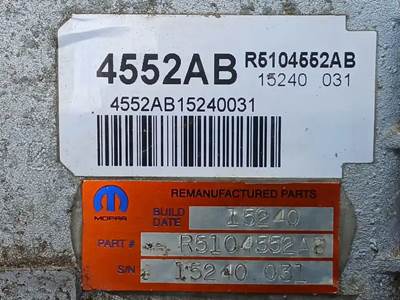 4552AB R5104552AB
15240 031
4552AB15240031
REMANUFACTURED PARTS
MOPAR
BUILD DATE 15240
PART # R5104552AB
S/N 15240 031